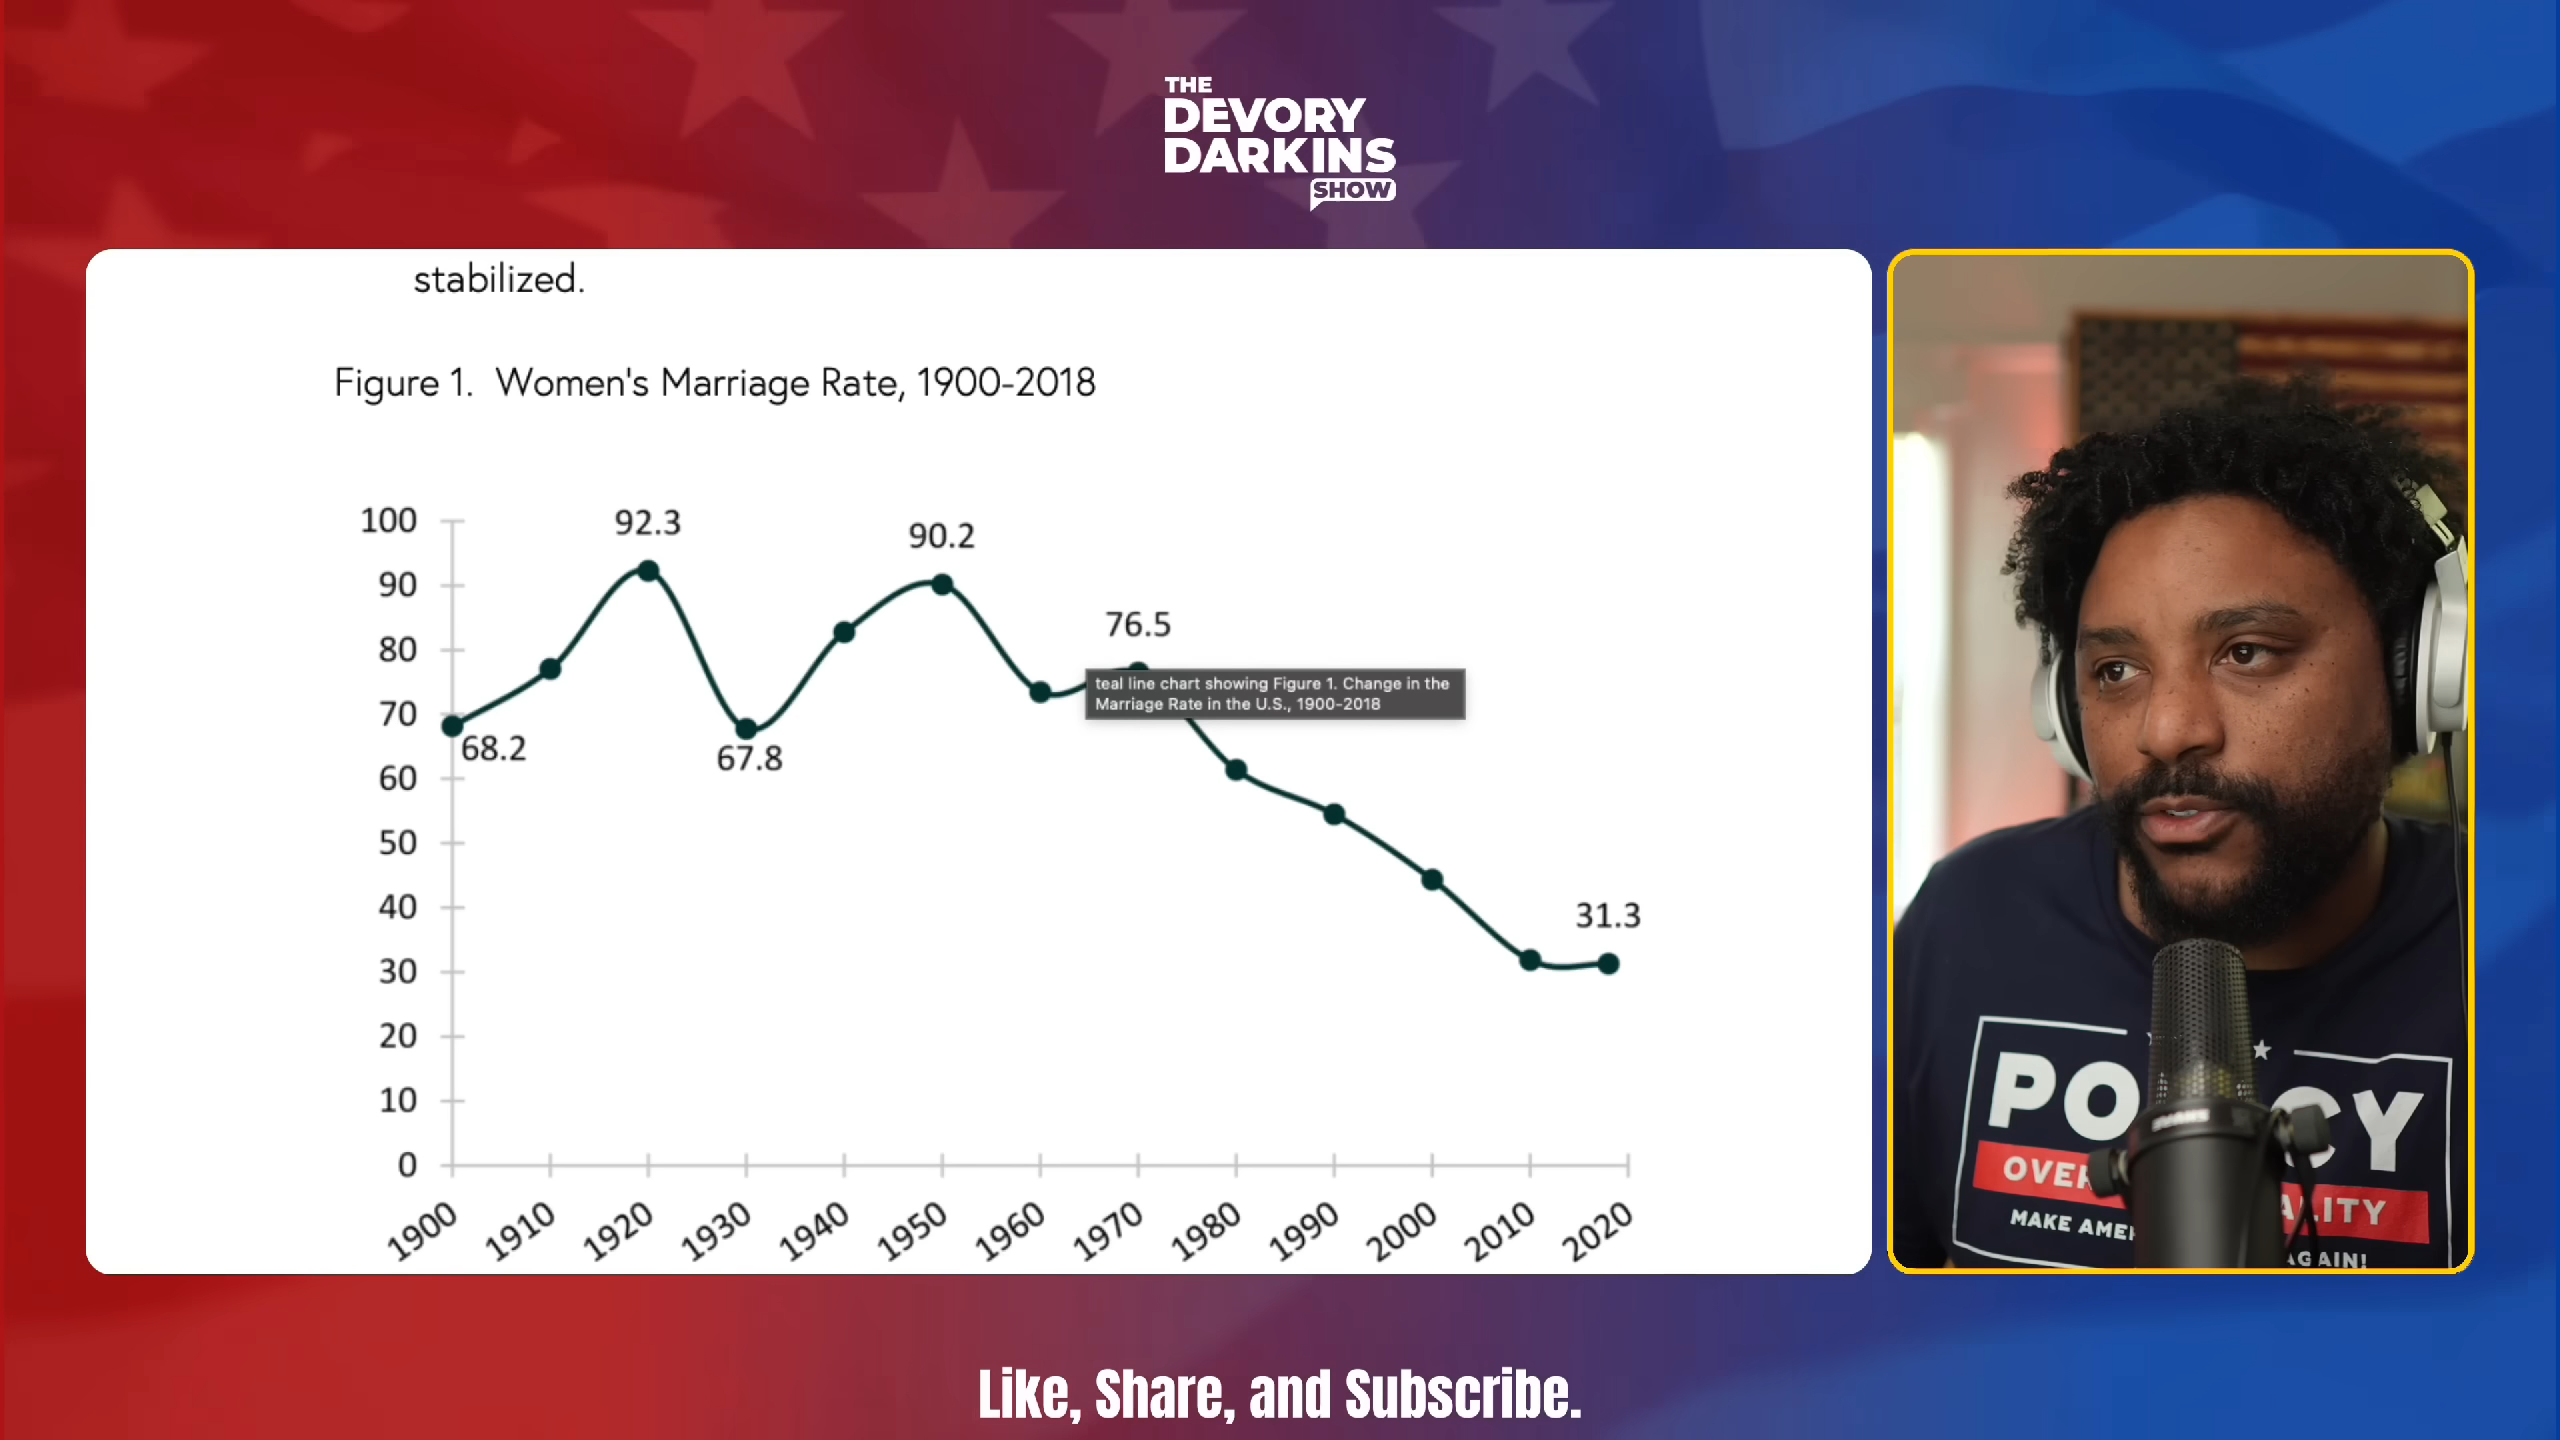 THE
DEVORY
DARKINS
SHOW
stabilized.
Figure 1. Women's Marriage Rate, 1900-2018
100
90
80
70
60
50
40
30
20
10
0
68.2
92.3
67.8
90.2
76.5
31.3
teal line chart showing Figure 1. Change in the
Marriage Rate in the U.S., 1900-2018
1900
1910
1920
1930
1940
1950
1960
1970
1980
1990
2000
2010
2020
MAKE
AGAIN!
Like, Share, and Subscribe.